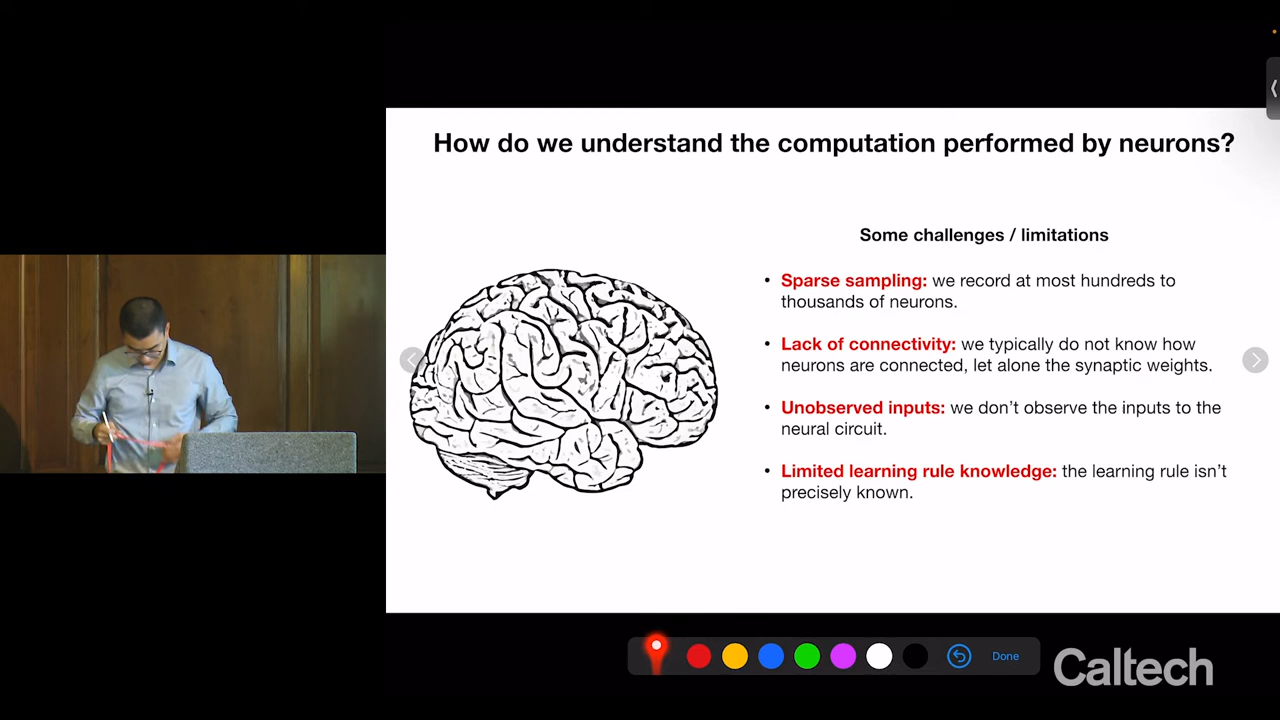 How do we understand the computation performed by neurons?
Some challenges / limitations
• Sparse sampling: we record at most hundreds to
thousands of neurons.
• Lack of connectivity: we typically do not know how
neurons are connected, let alone the synaptic weights.
• Unobserved inputs: we don’t observe the inputs to the
neural circuit.
• Limited learning rule knowledge: the learning rule isn’t
precisely known.
Done
Caltech